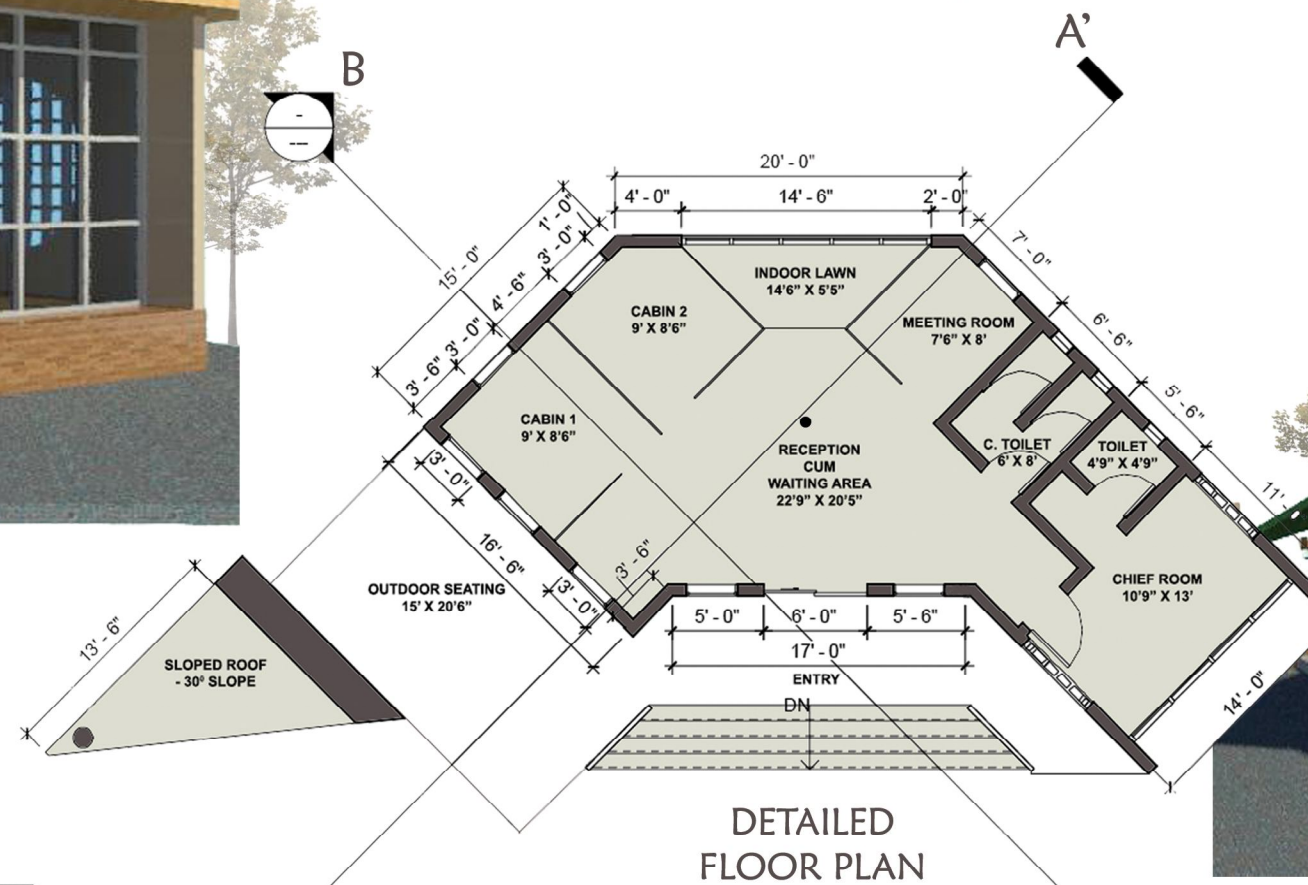 A'
B
-
---
20' - 0"
4' - 0"
14' - 6"
2' - 0"
1' - 0"
3' - 0"
15' - 0"
4' - 6"
3' - 0"
3' - 6"
7' - 0"
6' - 6"
5' - 6"
11'
INDOOR LAWN
14'6" X 5'5"
CABIN 2
9' X 8'6"
MEETING ROOM
7'6" X 8'
CABIN 1
9' X 8'6"
RECEPTION
CUM
WAITING AREA
22'9" X 20'5"
C. TOILET
6' X 8'
TOILET
4'9" X 4'9"
3' - 0"
16' - 6"
3' - 0"
3' - 6"
CHIEF ROOM
10'9" X 13'
OUTDOOR SEATING
15' X 20'6"
5' - 0"
6' - 0"
5' - 6"
17' - 0"
ENTRY
DN
14' - 0"
13' - 6"
SLOPED ROOF
- 30⁰ SLOPE
DETAILED
FLOOR PLAN